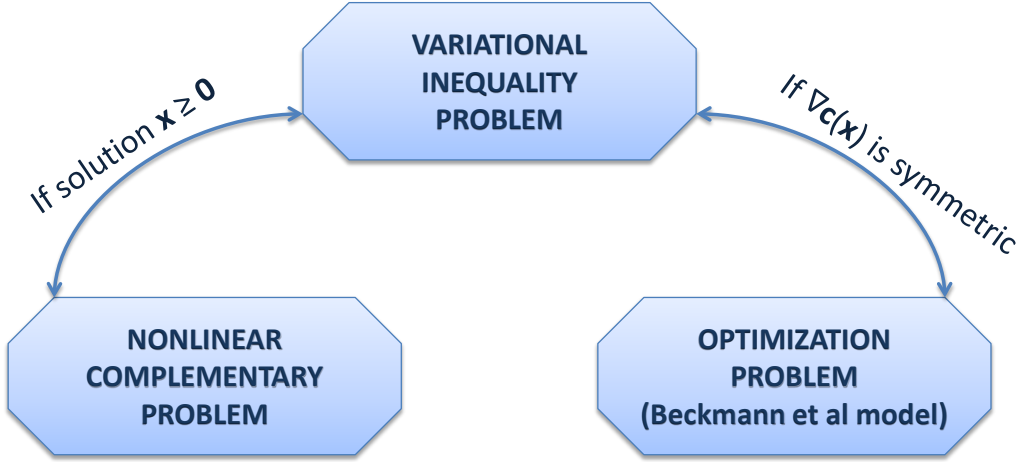 VARIATIONAL
INEQUALITY
PROBLEM
If solution x ≥ 0
If ∇c(x) is symmetric
NONLINEAR
COMPLEMENTARY
PROBLEM
OPTIMIZATION
PROBLEM
(Beckmann et al model)